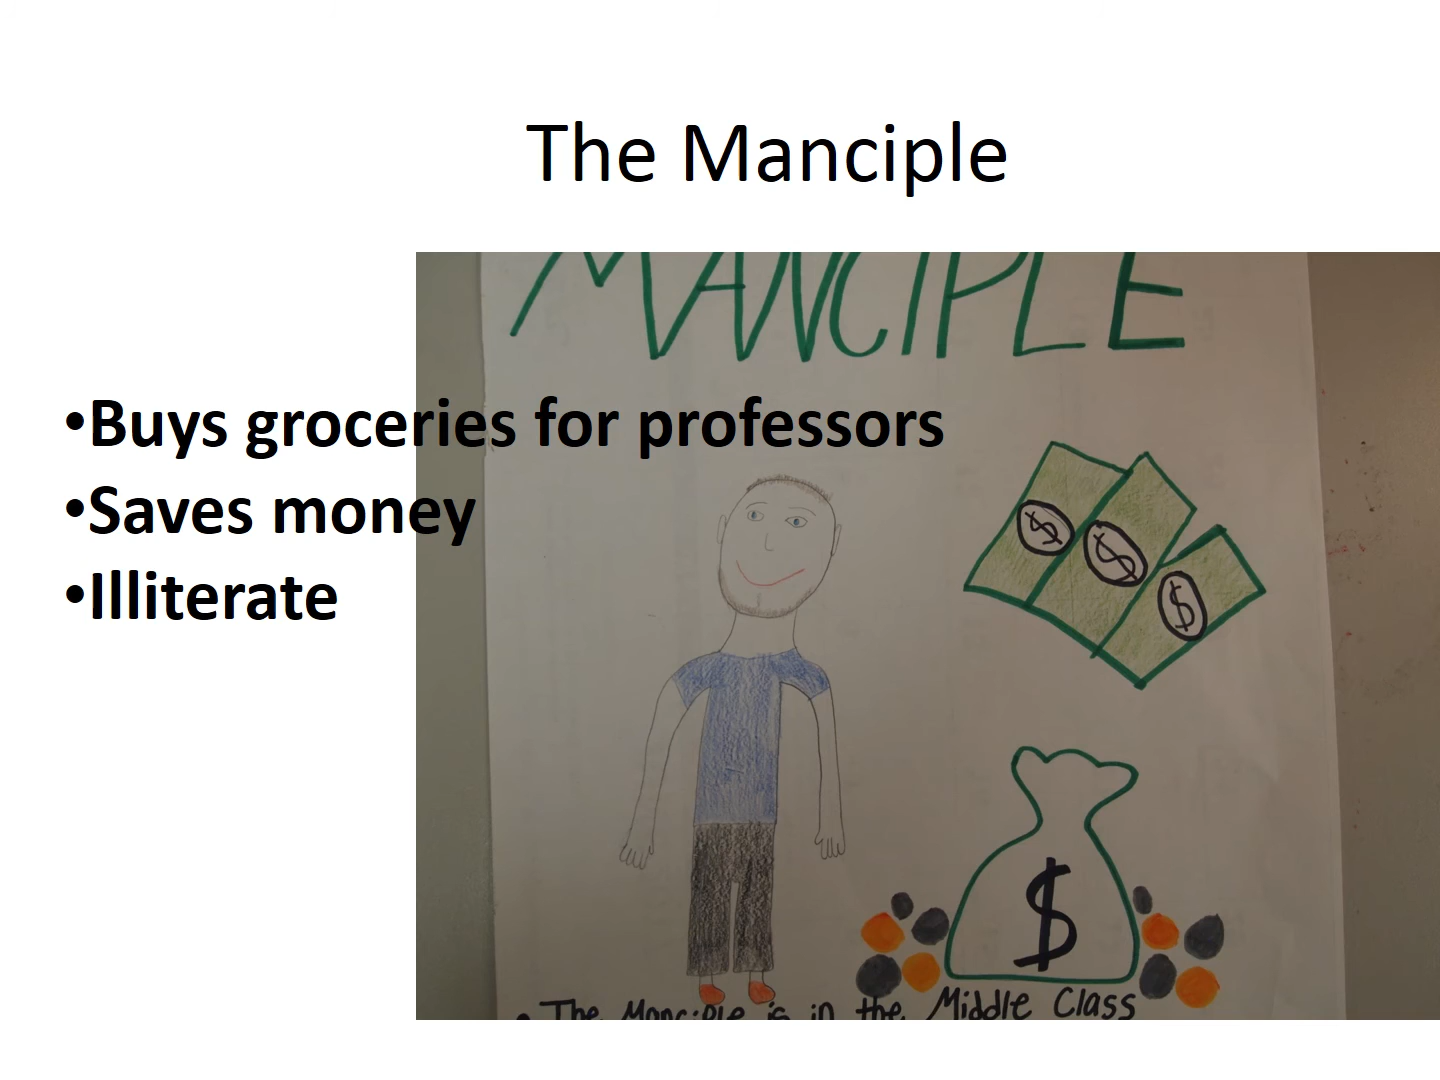 The Manciple
MANCIPLE
•Buys groceries for professors
•Saves money
•Illiterate
$ $ $
$
• The Manciple is in the Middle Class